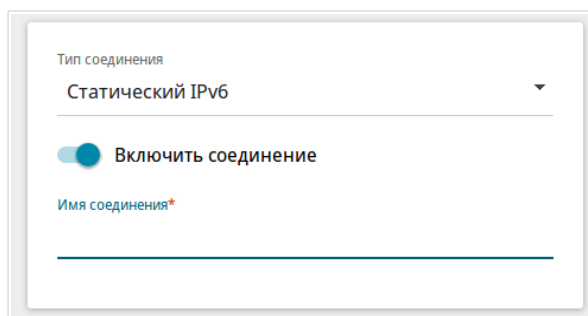 Тип соединения
Статический IPv6
Включить соединение
Имя соединения*